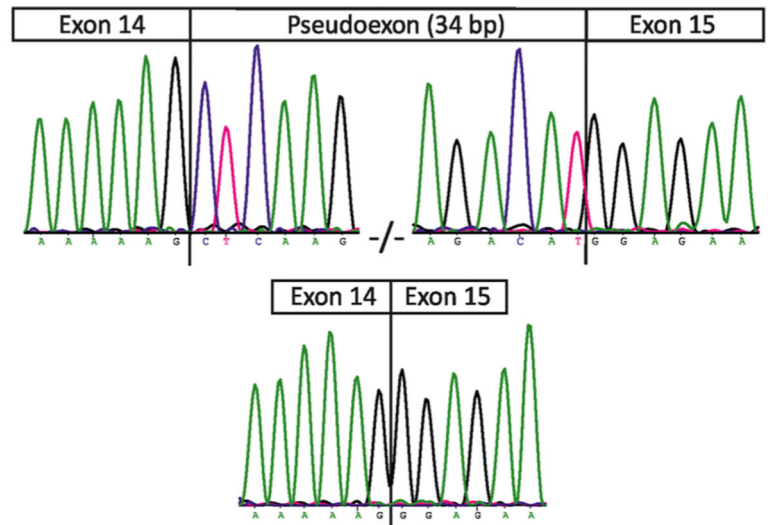 Exon 14 Pseudoexon (34 bp) Exon 15
A A A A A G C T C A A G -/- A G A C A T G G A G A A
Exon 14 Exon 15
A A A A A G G G A G A A